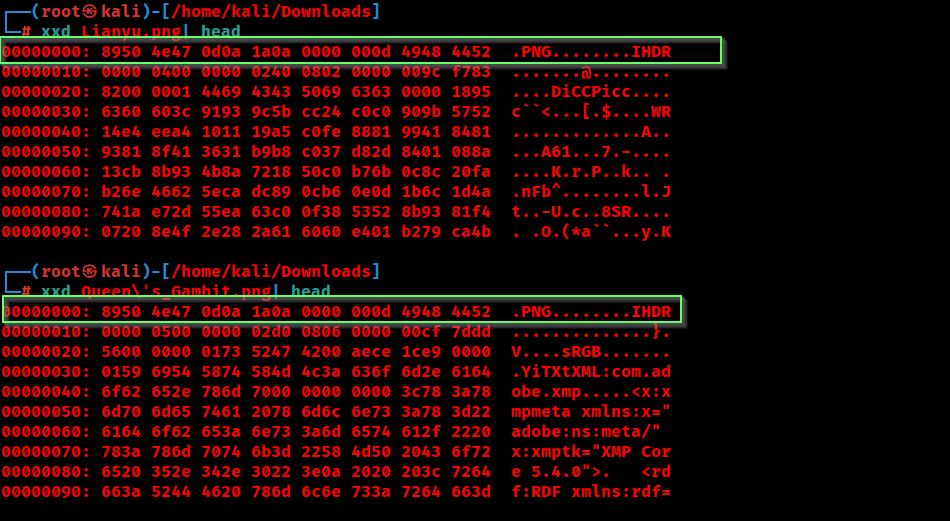 ┌──(root㉿kali)-[/home/kali/Downloads]
└─# xxd Lianyu.png| head
00000000: 8950 4e47 0d0a 1a0a 0000 000d 4948 4452  .PNG........IHDR
00000010: 0000 0400 0000 0240 0802 0000 009c f783  .......@........
00000020: 8200 0001 4469 4343 5069 6363 0000 1895  ....DiCCPicc....
00000030: 6360 603c 9193 9c5b cc24 c0c0 909b 5752  c``<...[.$....WR
00000040: 14e4 eea4 1011 19a5 c0fe 8881 9941 8481  .............A..
00000050: 9381 8f41 3631 b9b8 c037 d82d 8401 088a  ...A61...7.-....
00000060: 13cb 8b93 4b8a 7218 50c0 b76b 0c8c 20fa  ....K.r.P..k.. .
00000070: b26e 4662 5eca dc89 0cb6 0e0d 1b6c 1d4a  .nFb^........l.J
00000080: 741a e72d 55ea 63c0 0f38 5352 8b93 81f4  t..-U.c..8SR....
00000090: 0720 8e4f 2e28 2a61 6060 e401 b279 ca4b  . .O.(*a``...y.K
┌──(root㉿kali)-[/home/kali/Downloads]
└─# xxd Queen\'s_Gambit.png| head
00000000: 8950 4e47 0d0a 1a0a 0000 000d 4948 4452  .PNG........IHDR
00000010: 0000 0500 0000 02d0 0806 0000 00cf 7ddd  ..............}.
00000020: 5600 0000 0173 5247 4200 aece 1ce9 0000  V....sRGB.......
00000030: 0159 6954 5874 584d 4c3a 636f 6d2e 6164  .YiTXtXML:com.ad
00000040: 6f62 652e 786d 7000 0000 0000 3c78 3a78  obe.xmp.....<x:x
00000050: 6d70 6d65 7461 2078 6d6c 6e73 3a78 3d22  mpmeta xmlns:x="
00000060: 6164 6f62 653a 6e73 3a6d 6574 612f 2220  adobe:ns:meta/" 
00000070: 783a 786d 7074 6b3d 2258 4d50 2043 6f72  x:xmptk="XMP Cor
00000080: 6520 352e 342e 3022 3e0a 2020 203c 7264  e 5.4.0">.   <rd
00000090: 663a 5244 4620 786d 6c6e 733a 7264 663d  f:RDF xmlns:rdf=